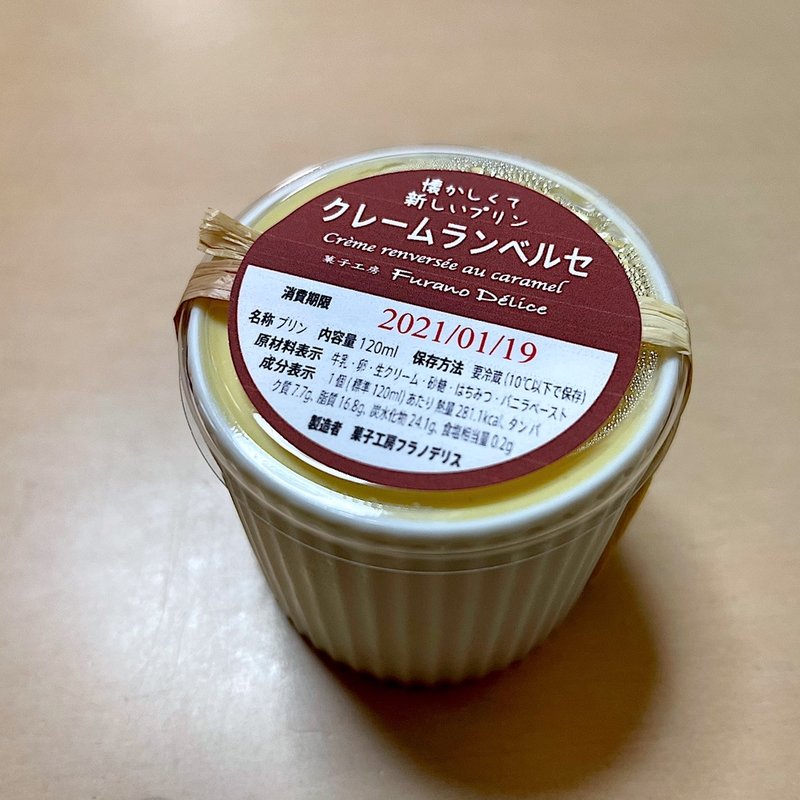 懐かしくて
新しいプリン
クレームランベルセ
Crème renversée au caramel
菓子工房 Furano Délice
消費期限 2021/01/19
名称 プリン 内容量 120ml 保存方法 要冷蔵(10℃以下で保存)
原材料表示 牛乳・卵・生クリーム・砂糖・はちみつ・バニラペースト
成分表示 1個(標準120ml)あたり 熱量 281.1kcal、タンパ
ク質 7.7g、脂質 16.8g、炭水化物 24.1g、食塩相当量 0.2g
製造者 菓子工房フラノデリス